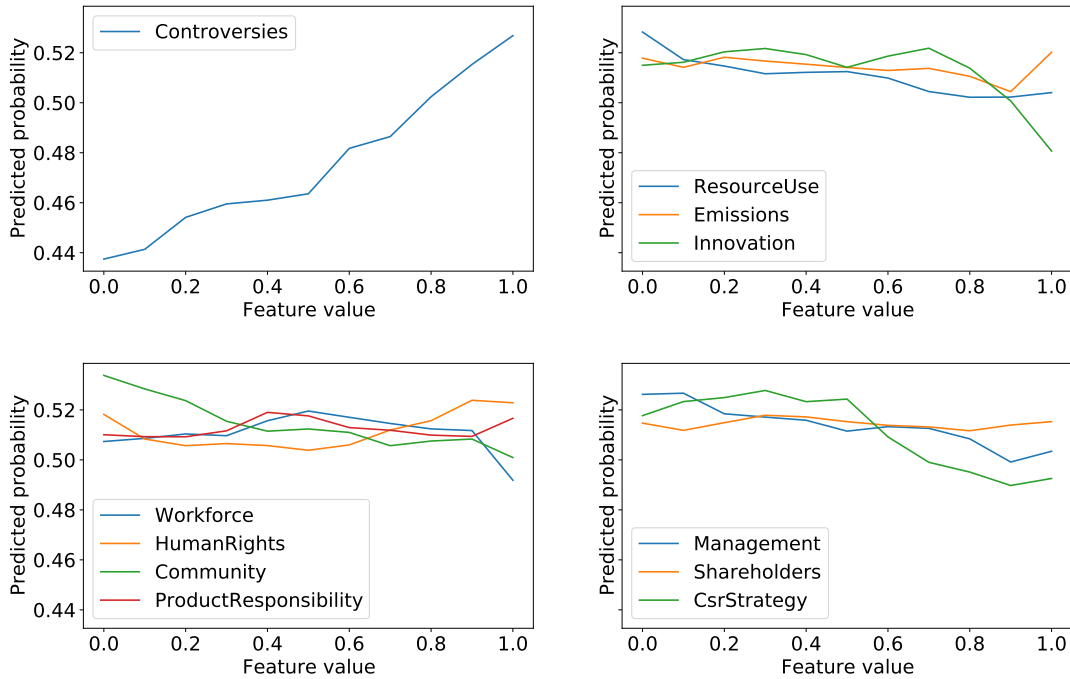 Controversies
Predicted probability
0.52
0.50
0.48
0.46
0.44
0.0 0.2 0.4 0.6 0.8 1.0
Feature value
ResourceUse
Emissions
Innovation
Predicted probability
0.0 0.2 0.4 0.6 0.8 1.0
Feature value
Predicted probability
0.52
0.50
0.48
0.46
0.44
Workforce
HumanRights
Community
ProductResponsibility
0.0 0.2 0.4 0.6 0.8 1.0
Feature value
Predicted probability
Management
Shareholders
CsrStrategy
0.0 0.2 0.4 0.6 0.8 1.0
Feature value